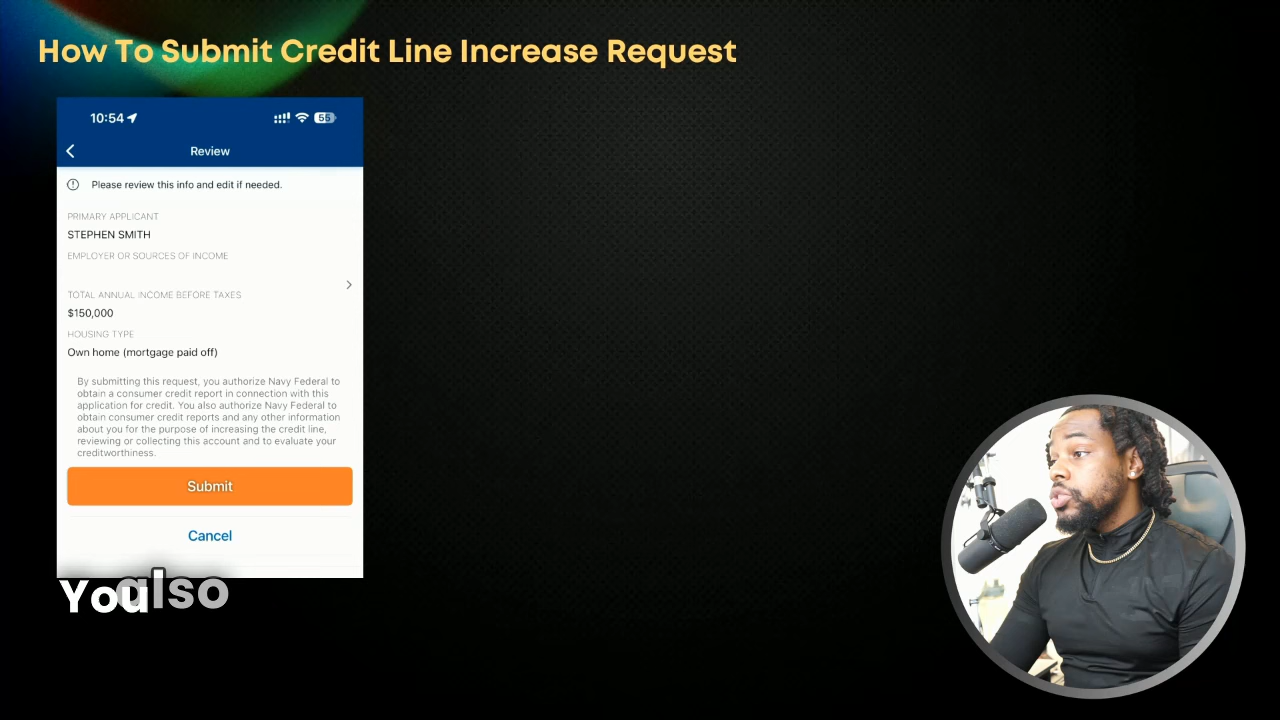 How To Submit Credit Line Increase Request
10:54
55
Review
Please review this info and edit if needed.
PRIMARY APPLICANT
STEPHEN SMITH
EMPLOYER OR SOURCES OF INCOME
TOTAL ANNUAL INCOME BEFORE TAXES
$150,000
HOUSING TYPE
Own home (mortgage paid off)
By submitting this request, you authorize Navy Federal to
obtain a consumer credit report in connection with this
application for credit. You also authorize Navy Federal to
obtain consumer credit reports and any other information
about you for the purpose of increasing the credit line,
reviewing or collecting this account and to evaluate your
creditworthiness.
Submit
Cancel
You also